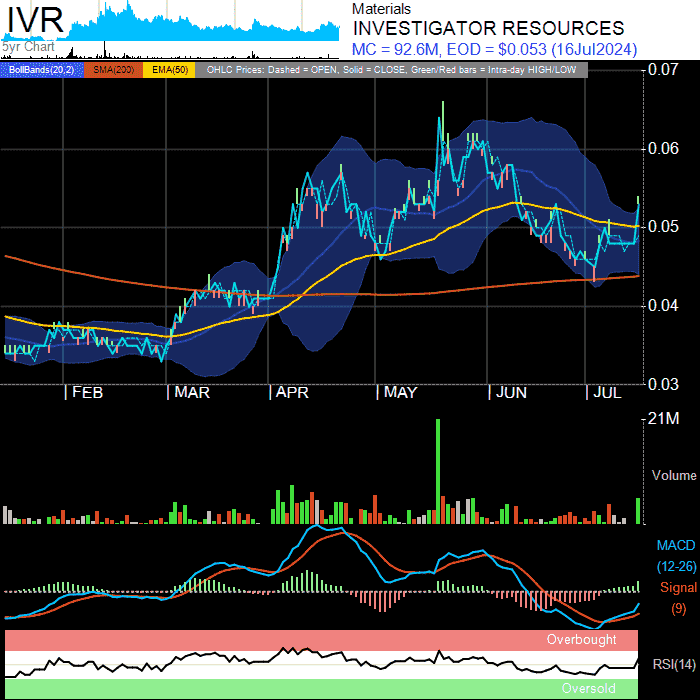 IVR
5yr Chart
Materials
INVESTIGATOR RESOURCES
MC = 92.6M, EOD = $0.053 (16Jul2024)
BollBands(20,2) SMA(200) EMA(50) OHLC Prices: Dashed = OPEN, Solid = CLOSE, Green/Red bars = Intra-day HIGH/LOW
0.07
0.06
0.05
0.04
0.03
FEB MAR APR MAY JUN JUL
21M
Volume
MACD
(12-26)
Signal
(9)
Overbought
RSI(14)
Oversold